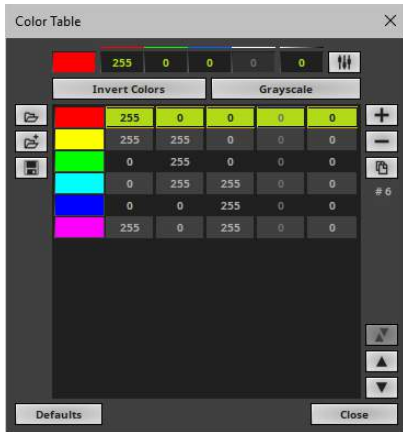 Color Table
255 0 0 0 0
Invert Colors Grayscale
255 0 0 0 0
255 255 0 0 0
0 255 0 0 0
0 255 255 0 0
0 0 255 0 0
255 0 255 0 0
# 6
Defaults Close